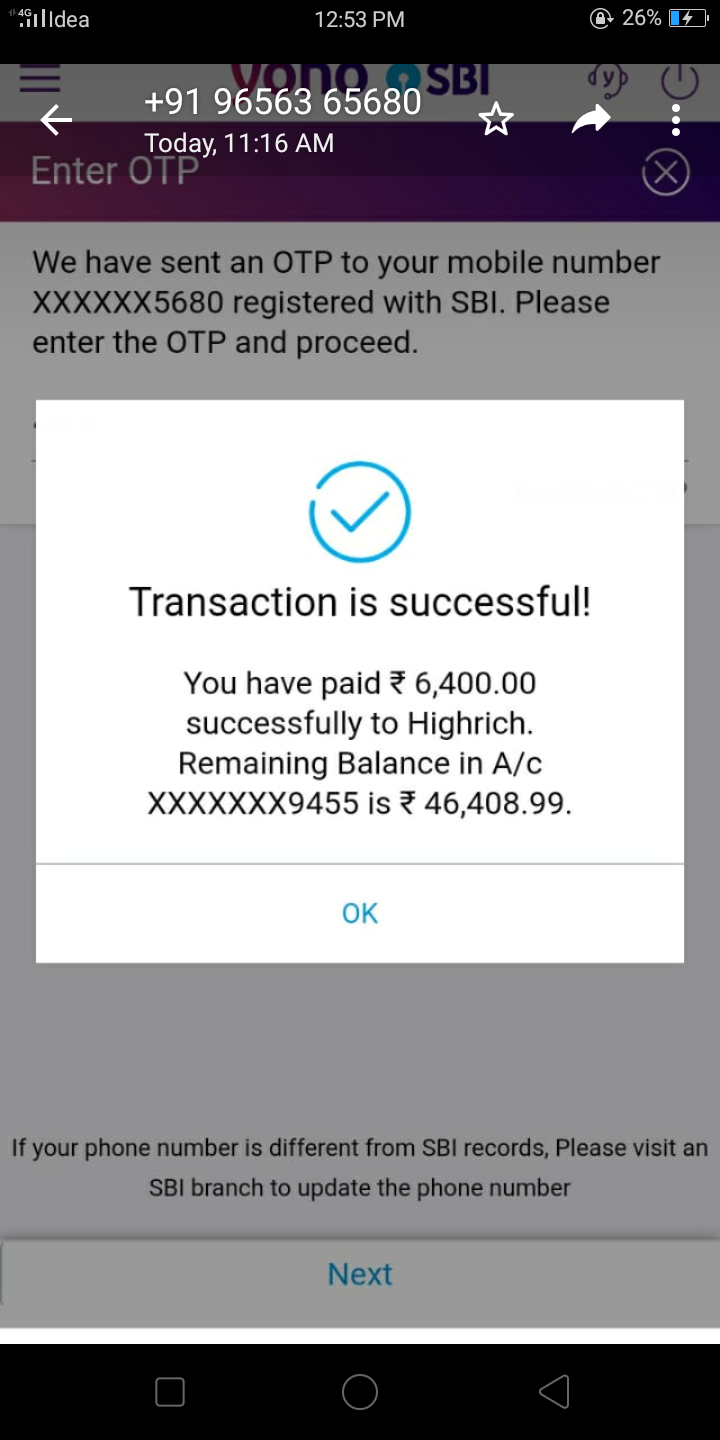 4G Idea 12:53 PM 26%
yono SBI
+91 96563 65680
Today, 11:16 AM
Enter OTP
We have sent an OTP to your mobile number
XXXXXX5680 registered with SBI. Please
enter the OTP and proceed.
Transaction is successful!
You have paid ₹ 6,400.00
successfully to Highrich.
Remaining Balance in A/c
XXXXXXX9455 is ₹ 46,408.99.
OK
If your phone number is different from SBI records, Please visit an
SBI branch to update the phone number
Next